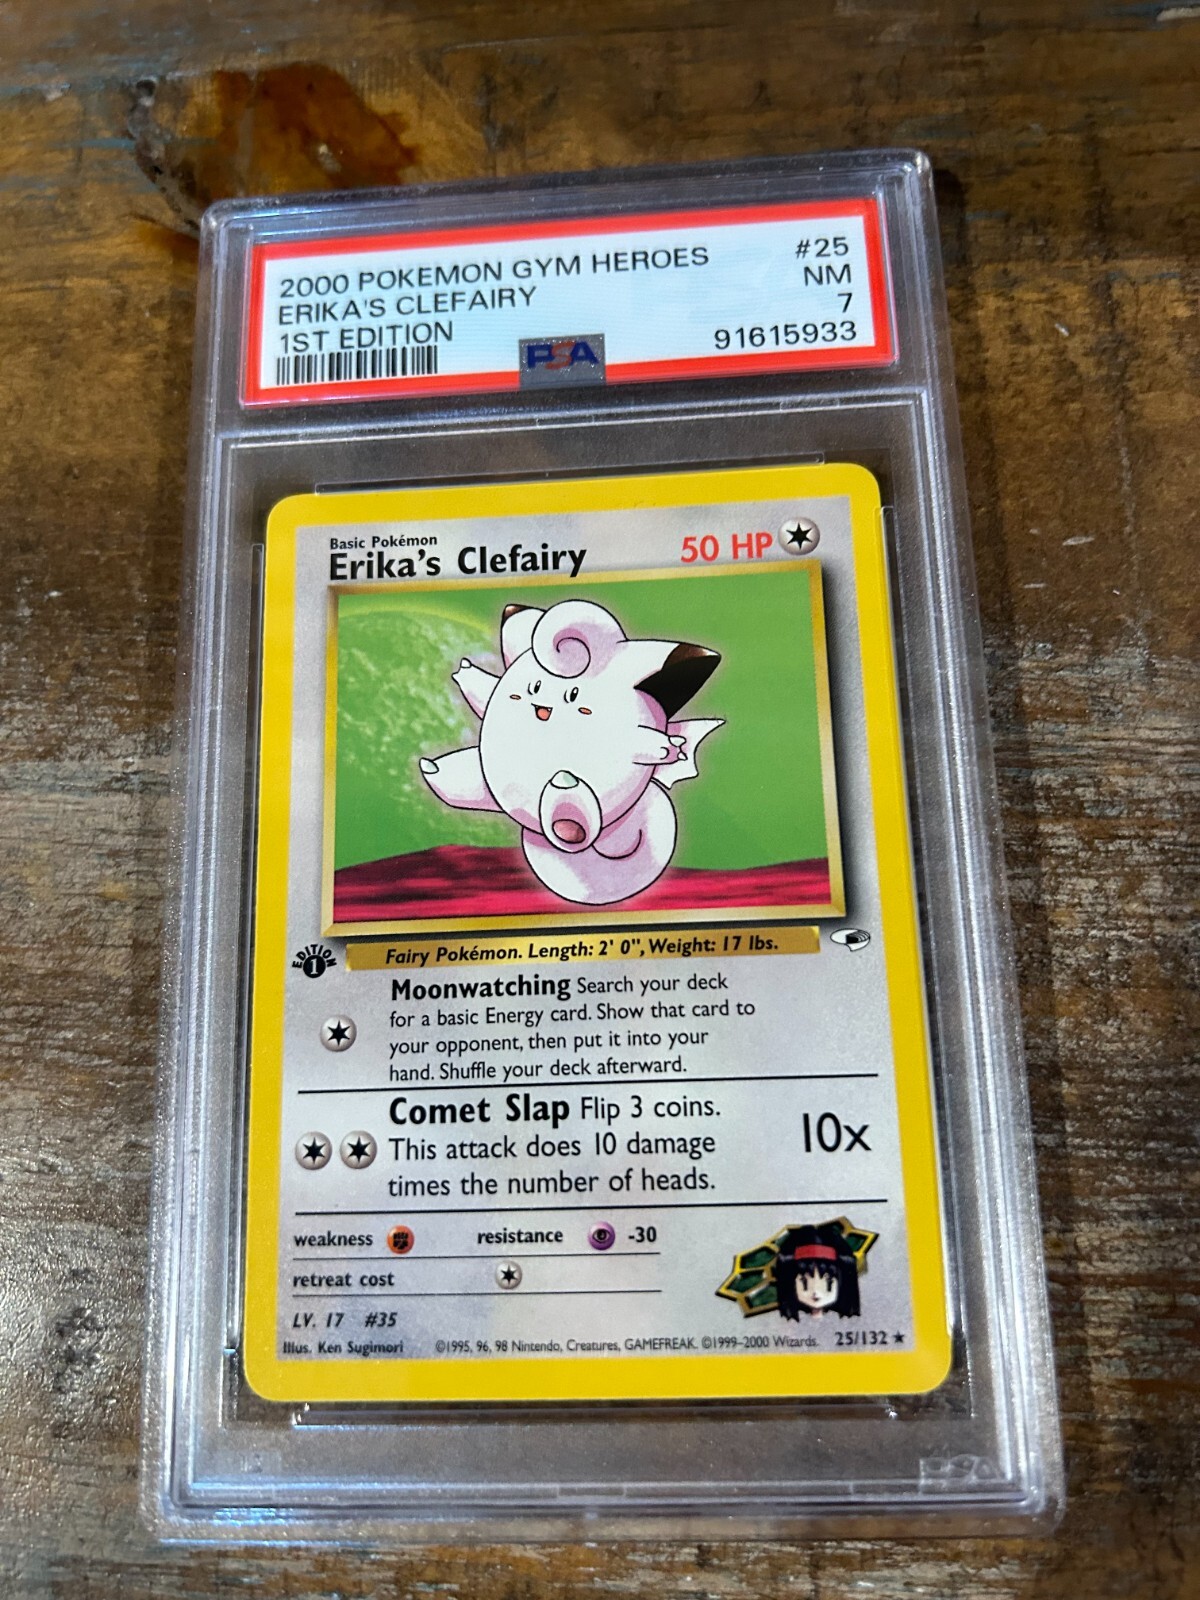 2000 POKEMON GYM HEROES #25
ERIKA'S CLEFAIRY NM
1ST EDITION 7
PSA 91615933
Basic Pokémon
Erika's Clefairy 50 HP
EDITION 1
Fairy Pokémon. Length: 2' 0", Weight: 17 lbs.
Moonwatching Search your deck
for a basic Energy card. Show that card to
your opponent, then put it into your
hand. Shuffle your deck afterward.
Comet Slap Flip 3 coins.
This attack does 10 damage 10x
times the number of heads.
weakness resistance -30
retreat cost
LV. 17 #35
Illus. Ken Sugimori ©1995, 96, 98 Nintendo, Creatures, GAMEFREAK. ©1999-2000 Wizards. 25/132 ★
PSA